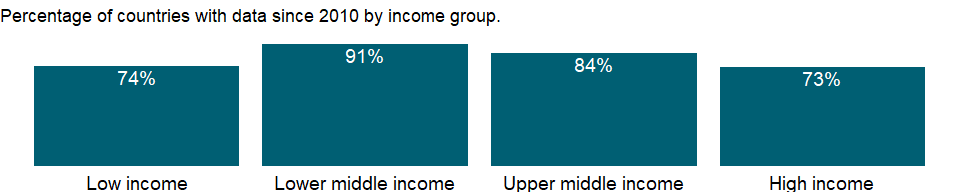 Percentage of countries with data since 2010 by income group.
74%
91%
84%
73%
Low income
Lower middle income
Upper middle income
High income